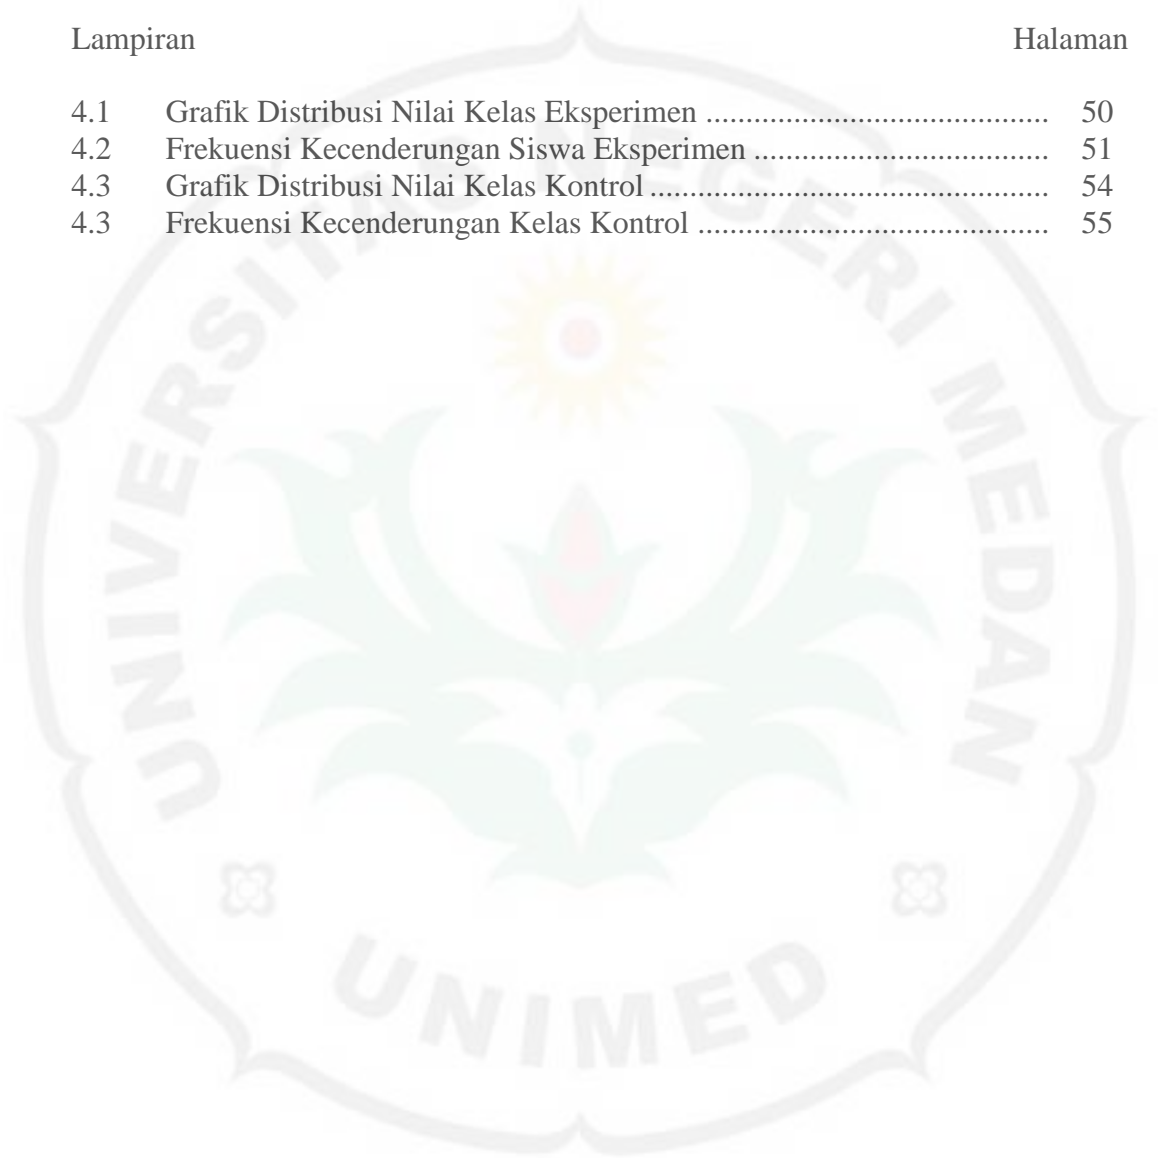 Lampiran Halaman
4.1 Grafik Distribusi Nilai Kelas Eksperimen ..................................... 50
4.2 Frekuensi Kecenderungan Siswa Eksperimen ................................ 51
4.3 Grafik Distribusi Nilai Kelas Kontrol ........................................... 54
4.3 Frekuensi Kecenderungan Kelas Kontrol ...................................... 55
UNIVERSITAS NEGERI MEDAN
UNIMED